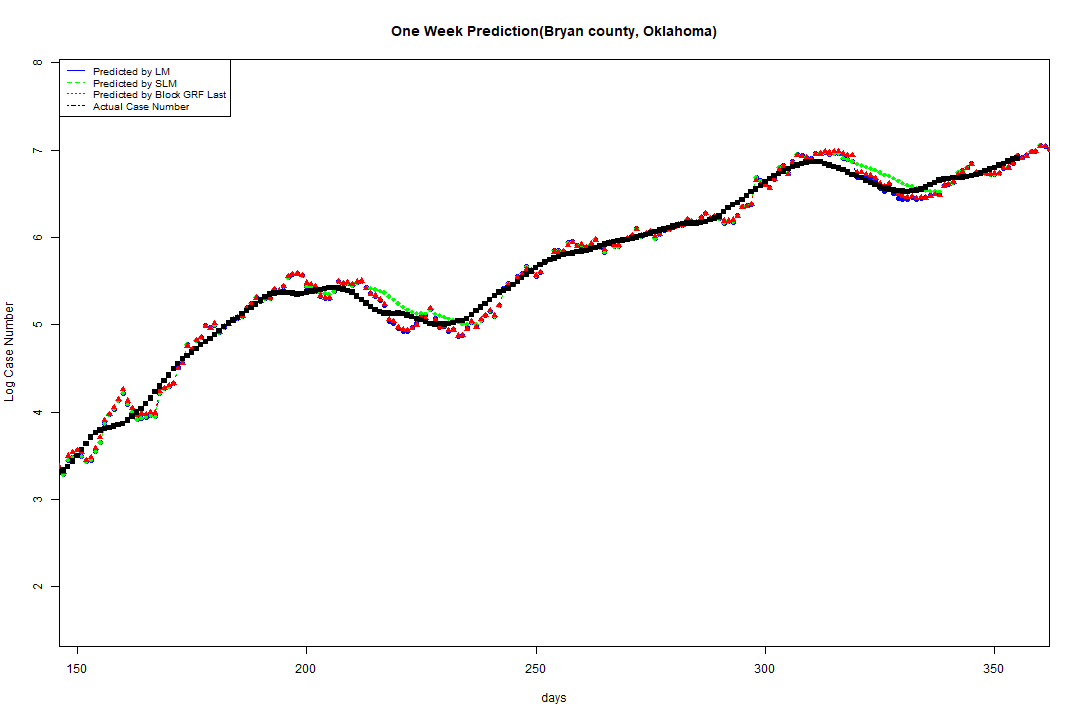 One Week Prediction(Bryan county, Oklahoma)
Predicted by LM
Predicted by SLM
Predicted by Block GRF Last
Actual Case Number
Log Case Number
8
7
6
5
4
3
2
150 200 250 300 350
days